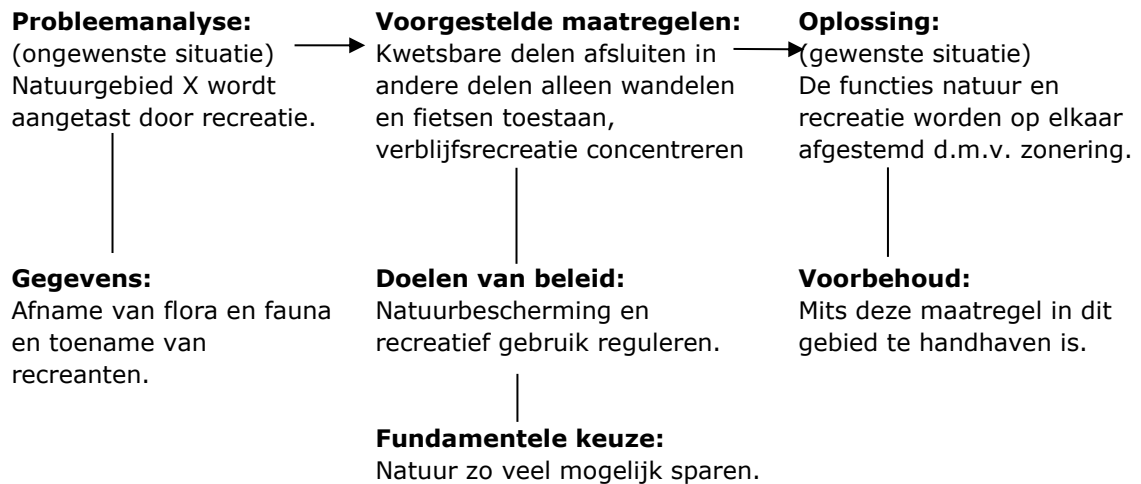 Probleemanalyse:
(ongewenste situatie)
Natuurgebied X wordt
aangetast door recreatie.
Voorgestelde maatregelen:
Kwetsbare delen afsluiten in
andere delen alleen wandelen
en fietsen toestaan,
verblijfsrecreatie concentreren
Oplossing:
(gewenste situatie)
De functies natuur en
recreatie worden op elkaar
afgestemd d.m.v. zonering.
Gegevens:
Afname van flora en fauna
en toename van
recreanten.
Doelen van beleid:
Natuurbescherming en
recreatief gebruik reguleren.
Voorbehoud:
Mits deze maatregel in dit
gebied te handhaven is.
Fundamentele keuze:
Natuur zo veel mogelijk sparen.